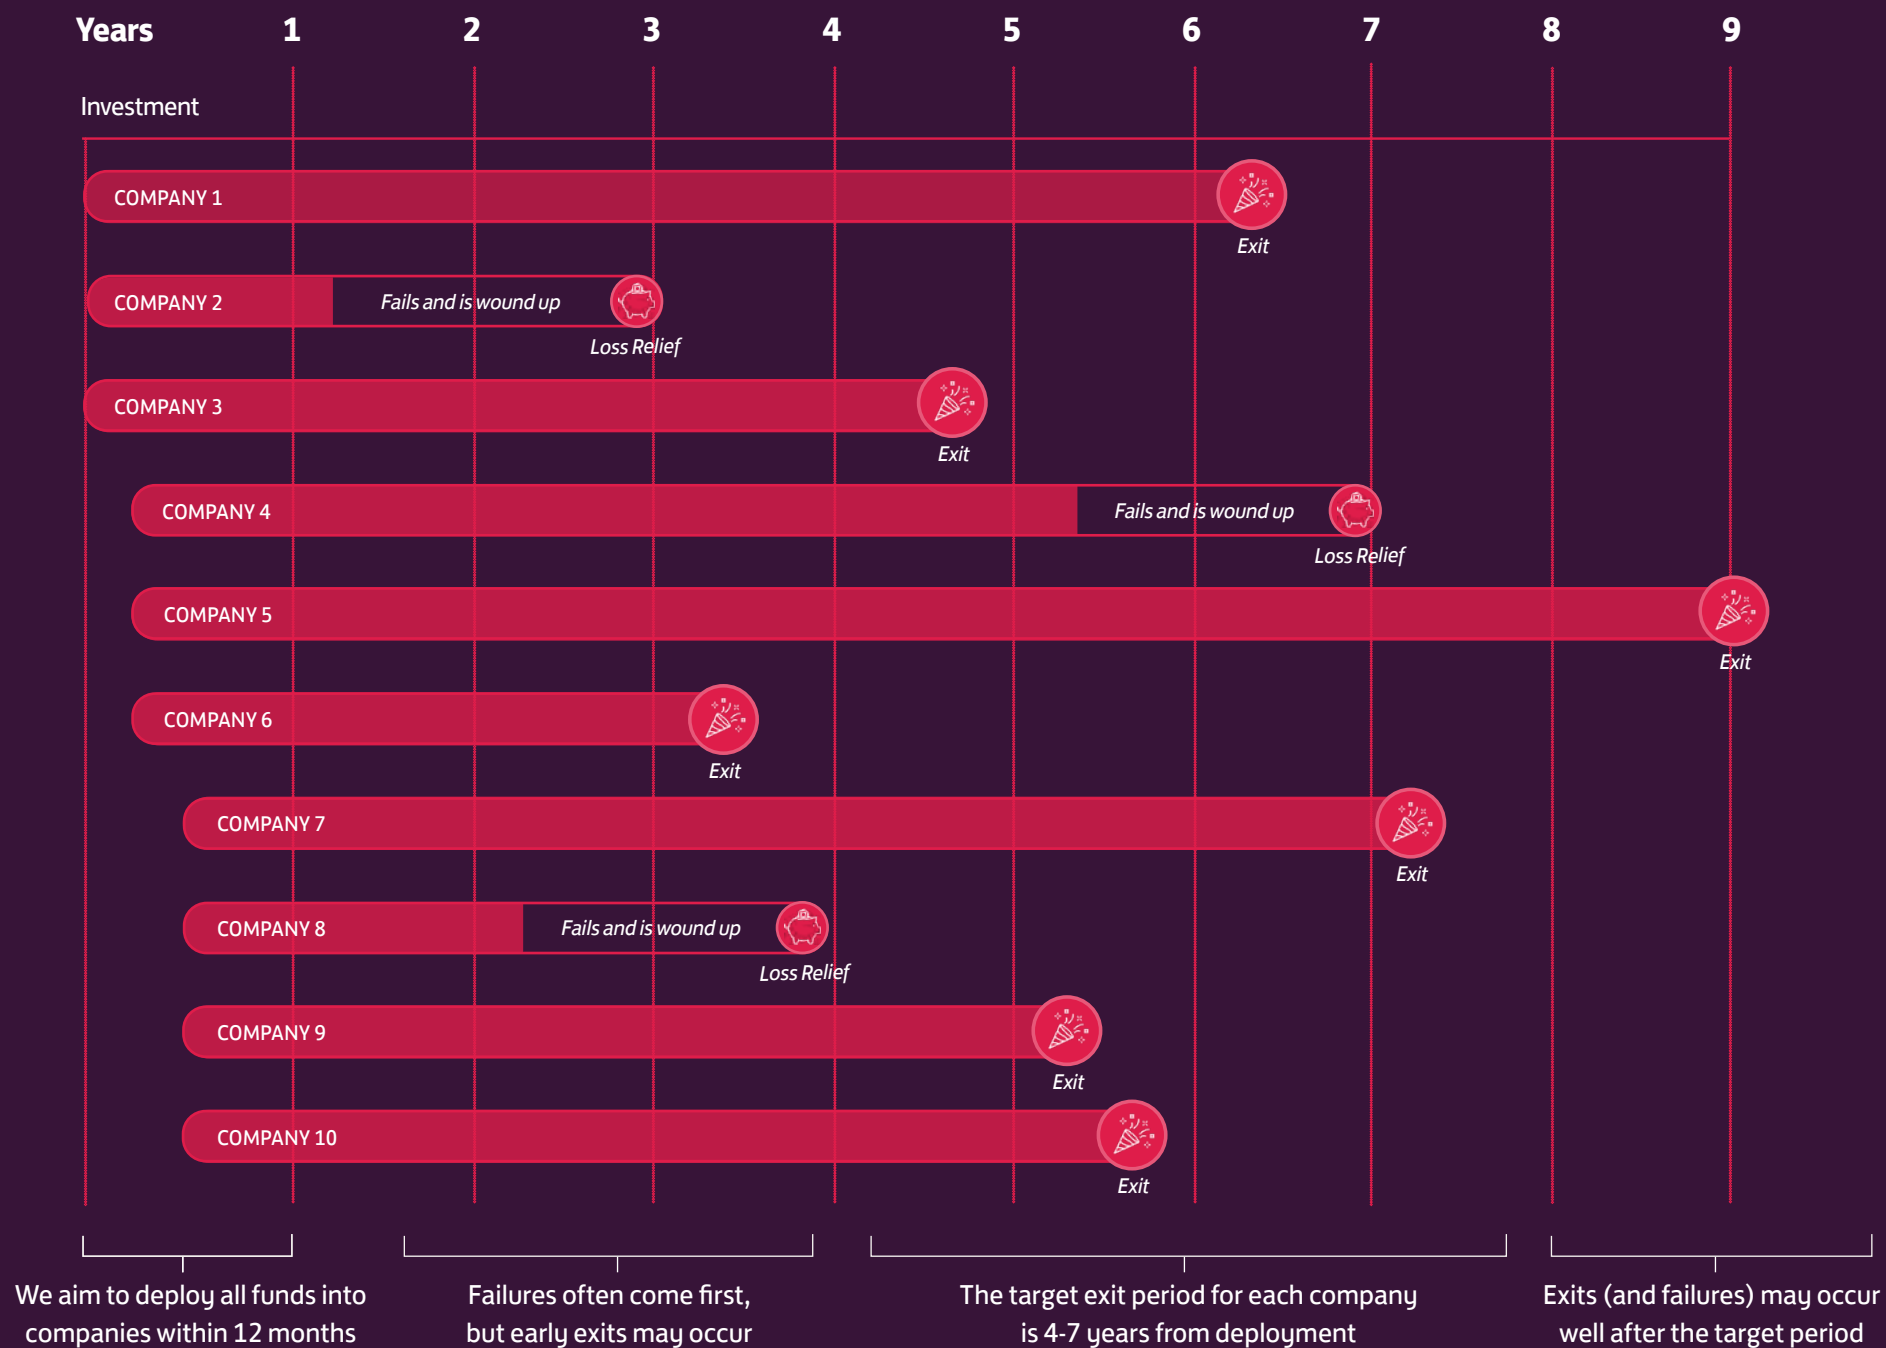 Years 1 2 3 4 5 6 7 8 9
Investment
COMPANY 1
Exit
COMPANY 2 Fails and is wound up
Loss Relief
COMPANY 3
Exit
COMPANY 4 Fails and is wound up
Loss Relief
COMPANY 5
Exit
COMPANY 6
Exit
COMPANY 7
Exit
COMPANY 8 Fails and is wound up
Loss Relief
COMPANY 9
Exit
COMPANY 10
Exit
We aim to deploy all funds into
companies within 12 months
Failures often come first,
but early exits may occur
The target exit period for each company
is 4-7 years from deployment
Exits (and failures) may occur
well after the target period